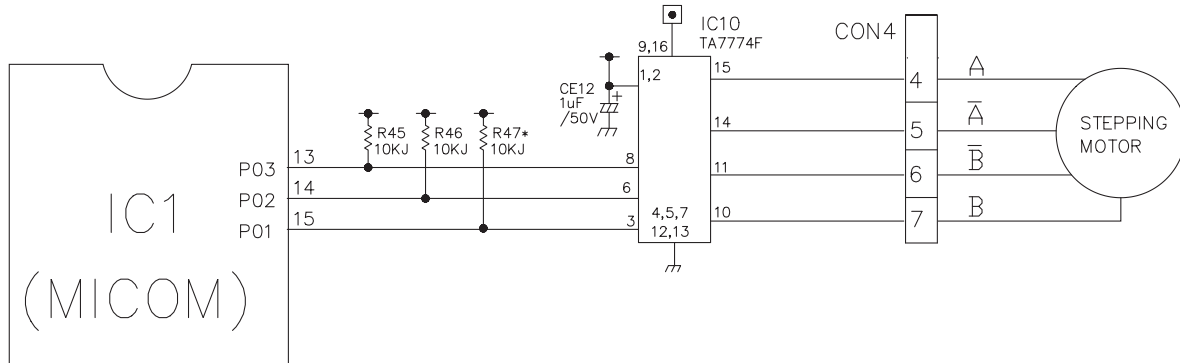 IC10
TA7774F
CON4
9,16
1,2
CE12
1uF
/50V
+
15
14
11
10
8
6
3
4,5,7
12,13
R45
10KJ
R46
10KJ
R47*
10KJ
P03
P02
P01
13
14
15
IC1
(MICOM)
4
5
6
7
A
A̅
B̅
B
STEPPING
MOTOR